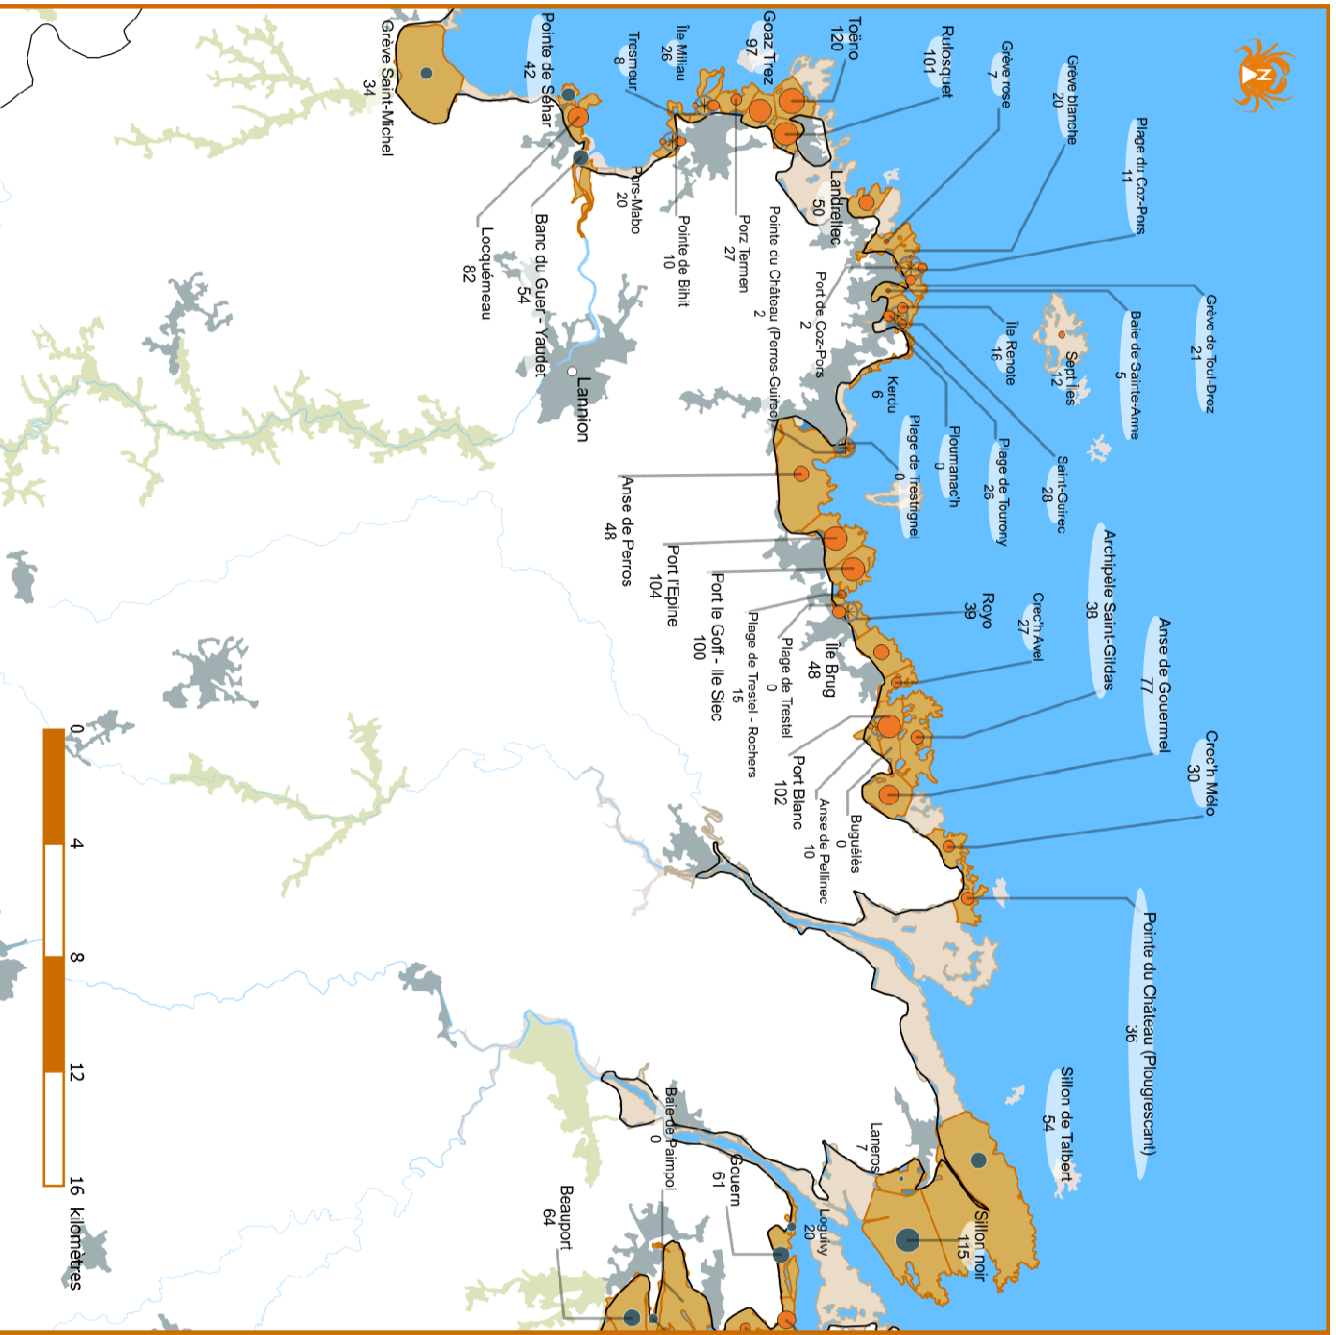 N
Grève Saint-Michel
34
Pointe de Séhar
42
Tresmeur
8
Île Miliau
26
Goaz Trez
97
Toëno
120
Rulosquet
101
Grève rose
7
Grève blanche
20
Plage du Coz-Pors
11
Locquémeau
82
Banc du Guer - Yaudet
54
Pors-Mabo
20
Pointe de Bihit
10
Porz Termen
27
Landrellec
50
Pointe du Château (Perros-Guirec)
2
Port de Coz-Pors
2
Grève de Toul-Drez
21
Baie de Sainte-Anne
5
Île Renote
16
Sept Îles
12
Kerdu
6
Lannion
Saint-Guirec
28
Plage de Tourony
26
Ploumanac'h
0
Plage de Trestrignel
0
Anse de Perros
48
Port l'Epine
104
Port le Goff - Ile Siec
100
Plage de Trestel - Rochers
15
Plage de Trestel
0
Île Brug
48
Royo
39
Crec'h Avel
27
Archipèle Saint-Gildas
38
Anse de Gouermel
77
Crec'h Mélo
30
Port Blanc
102
Anse de Pellinec
10
Buguélès
0
Pointe du Château (Plougrescant)
36
Sillon de Talbert
54
Laneros
7
Sillon noir
115
Loguivy
20
Gouern
61
Baie de Paimpol
0
Beauport
64
0 4 8 12 16 kilomètres